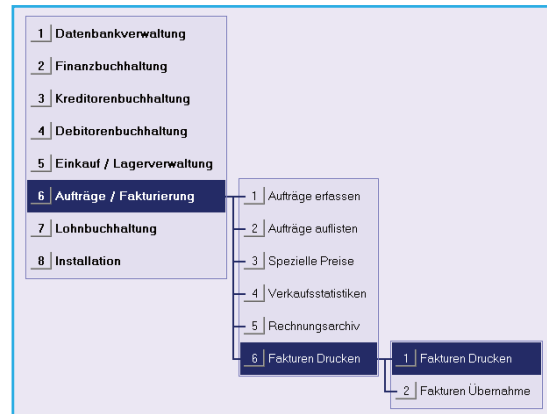 1 Datenbankverwaltung
2 Finanzbuchhaltung
3 Kreditorenbuchhaltung
4 Debitorenbuchhaltung
5 Einkauf / Lagerverwaltung
6 Aufträge / Fakturierung
7 Lohnbuchhaltung
8 Installation
1 Aufträge erfassen
2 Aufträge auflisten
3 Spezielle Preise
4 Verkaufsstatistiken
5 Rechnungsarchiv
6 Fakturen Drucken
1 Fakturen Drucken
2 Fakturen Übernahme